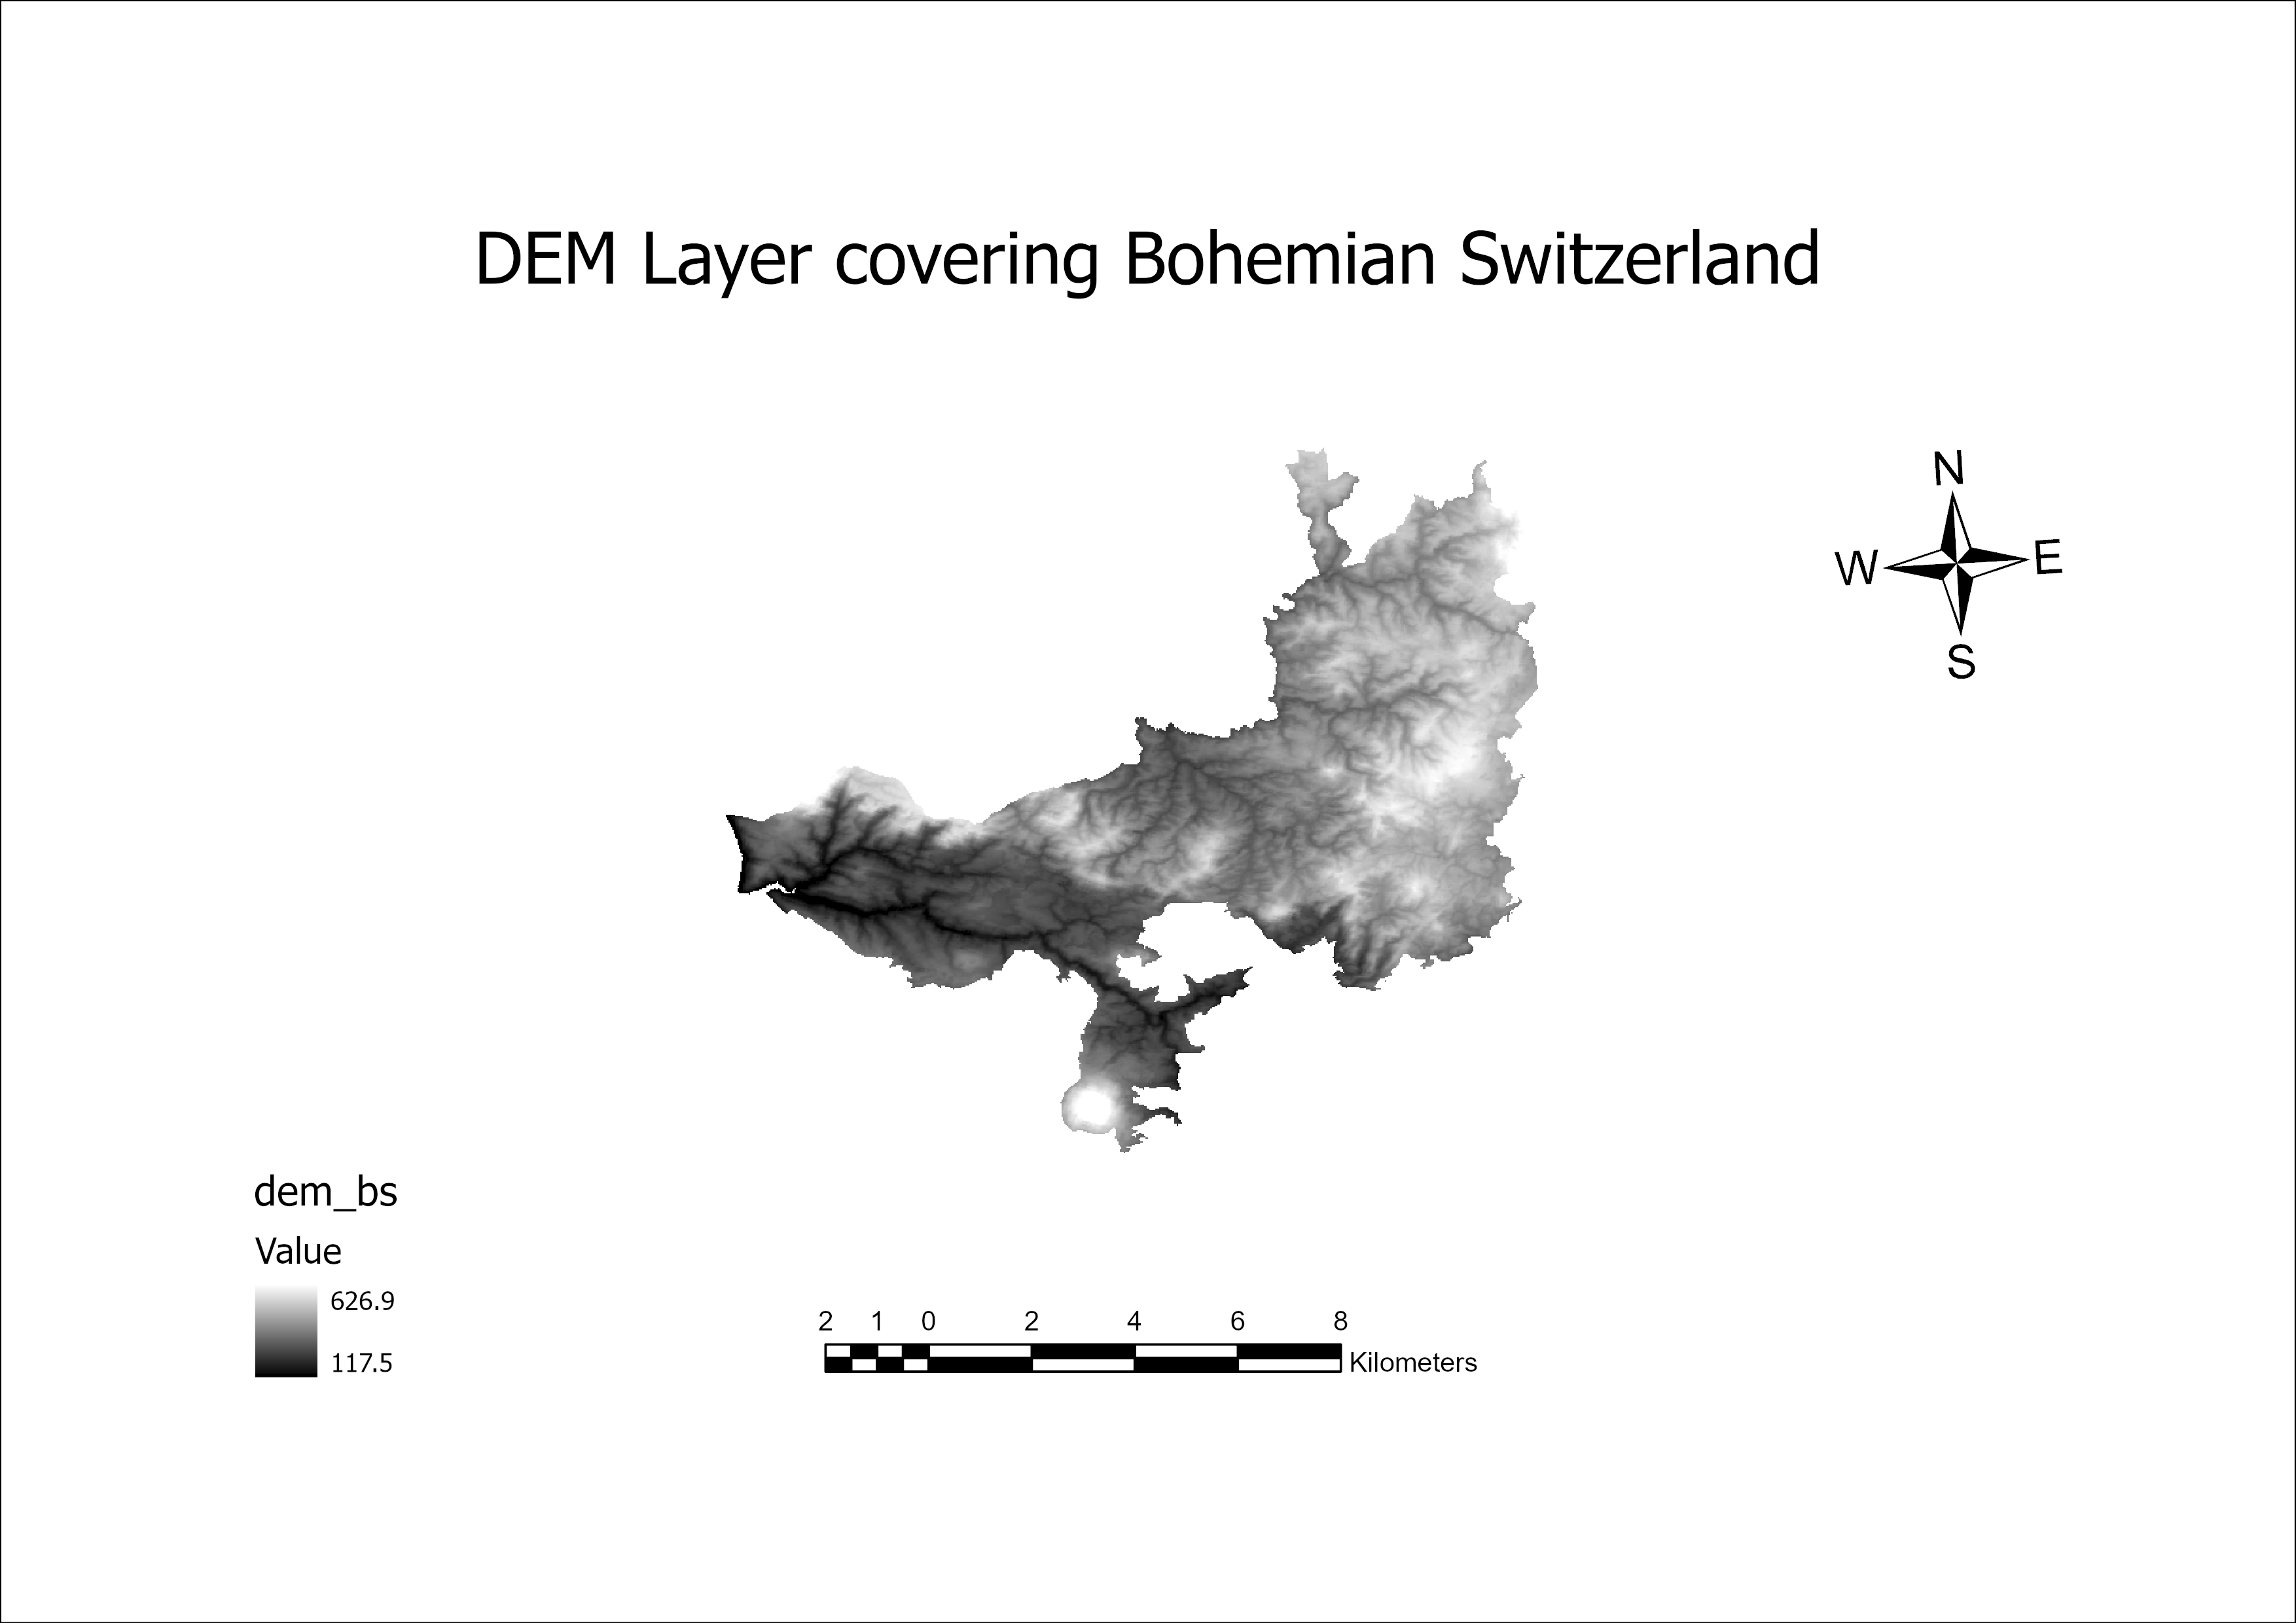 DEM Layer covering Bohemian Switzerland
N
W E
S
dem_bs
Value
626.9
117.5
2 1 0 2 4 6 8
Kilometers